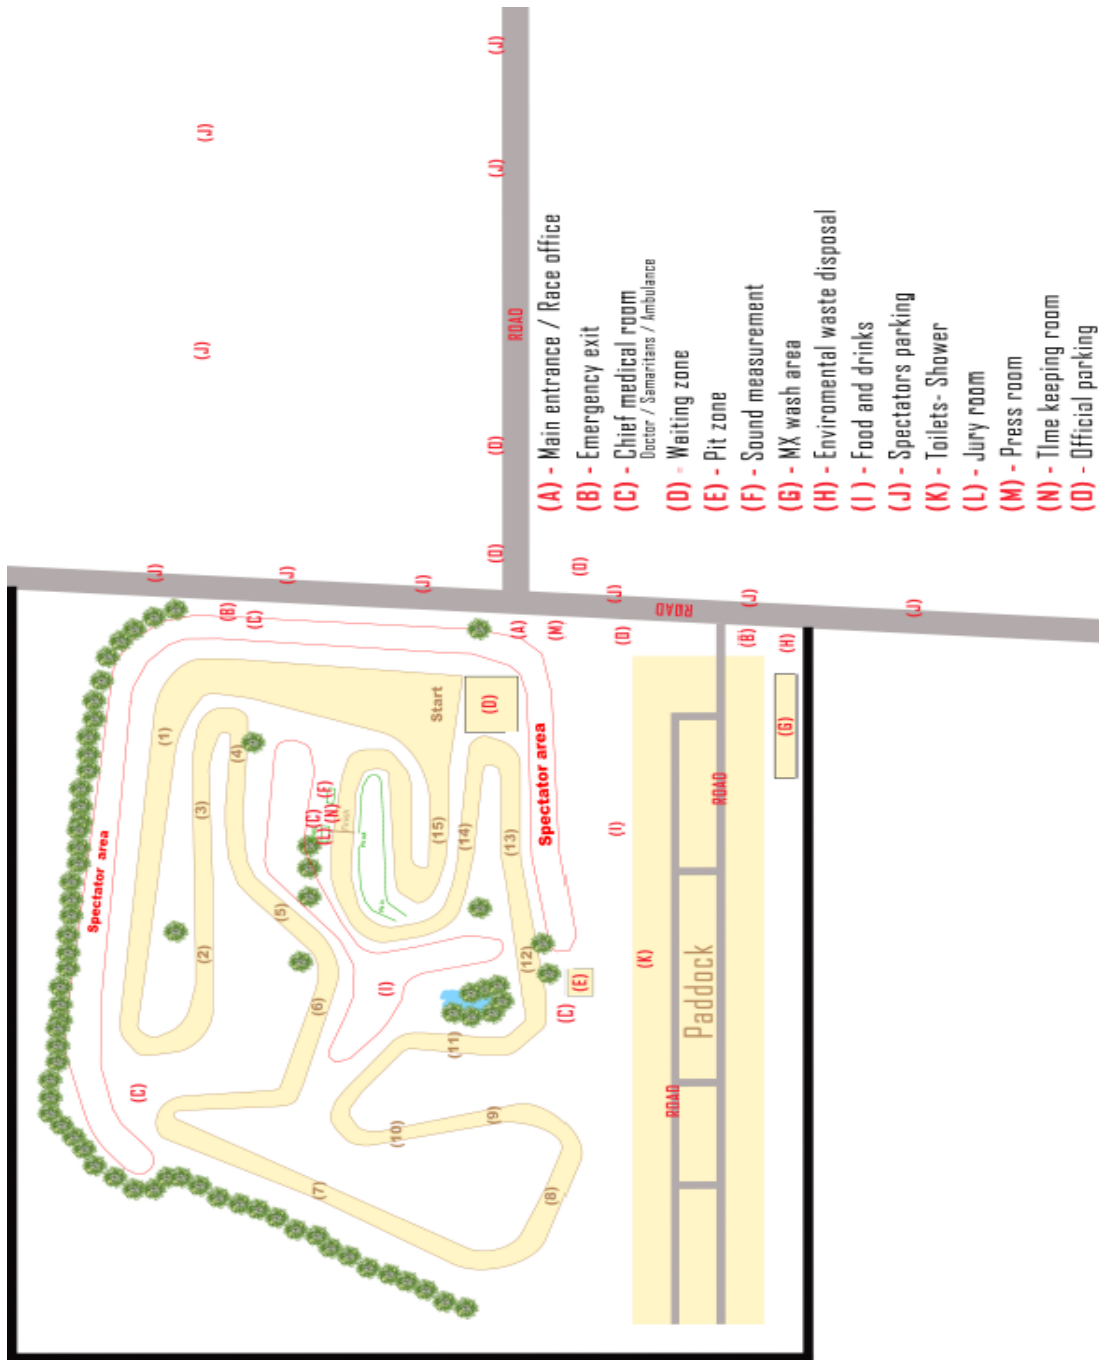 (J)
(J)
(J)
(J)
(J)
ROAD
(O)
(O)
(O)
(J)
(J)
(J)
(J)
(J)
(J)
ROAD
(B)
(C)
(A)
(M)
(O)
(B)
(H)
(G)
Spectator area
Spectator area
Start
(D)
(1)
(2)
(3)
(4)
(5)
(6)
(7)
(8)
(9)
(10)
(11)
(12)
(13)
(14)
(15)
(C)
(E)
(L)
(N)
Finish
(I)
(C)
(C)
(E)
(I)
(K)
ROAD
ROAD
Paddock
(A) - Main entrance / Race office
(B) - Emergency exit
(C) - Chief medical room
Doctor / Samaritans / Ambulance
(D) - Waiting zone
(E) - Pit zone
(F) - Sound measurement
(G) - MX wash area
(H) - Enviromental waste disposal
(I) - Food and drinks
(J) - Spectators parking
(K) - Toilets- Shower
(L) - Jury room
(M) - Press room
(N) - TIme keeping room
(O) - Official parking